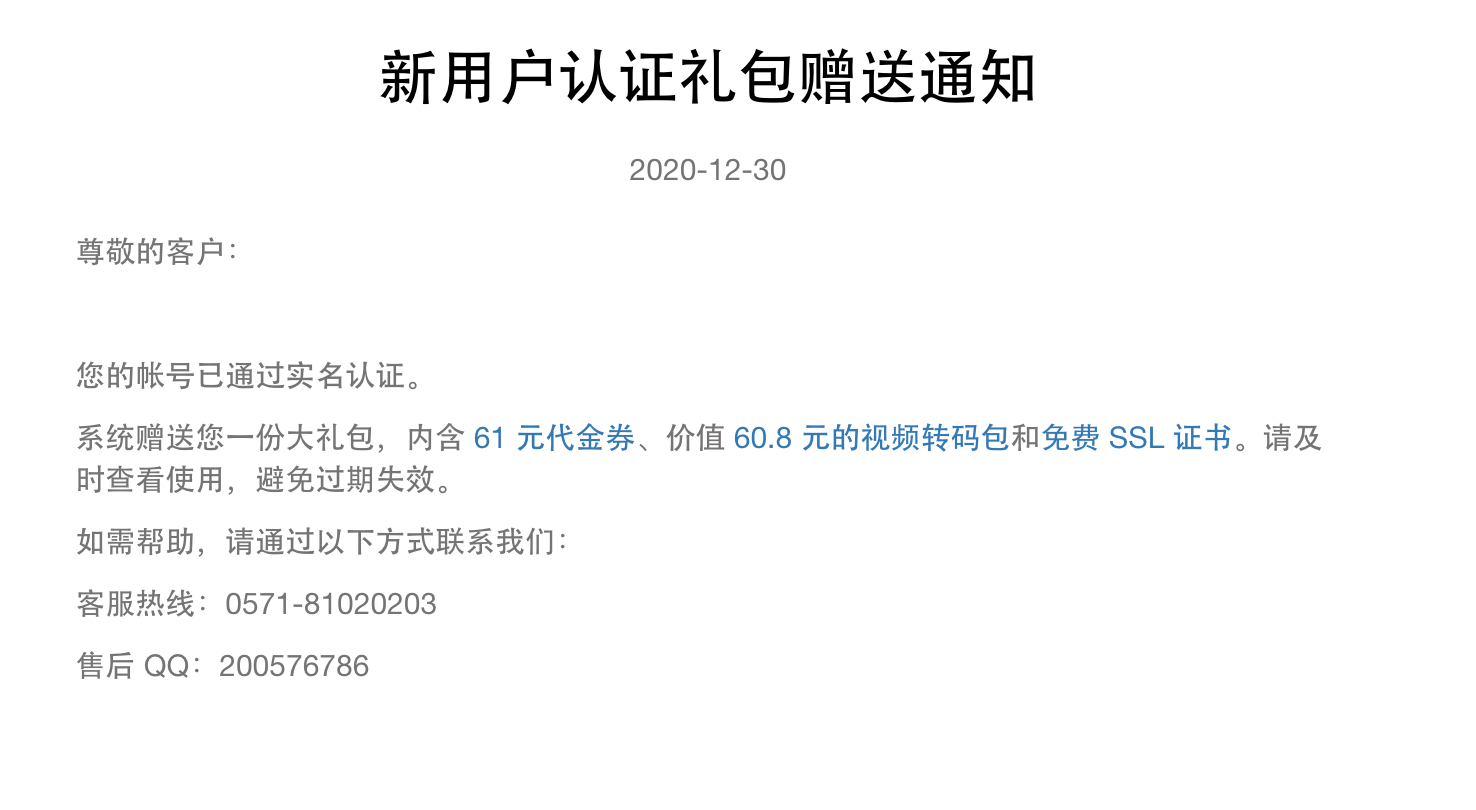 新用户认证礼包赠送通知
2020-12-30
尊敬的客户：
您的帐号已通过实名认证。
系统赠送您一份大礼包，内含 61 元代金券、价值 60.8 元的视频转码包和免费 SSL 证书。请及
时查看使用，避免过期失效。
如需帮助，请通过以下方式联系我们：
客服热线：0571-81020203
售后 QQ：200576786